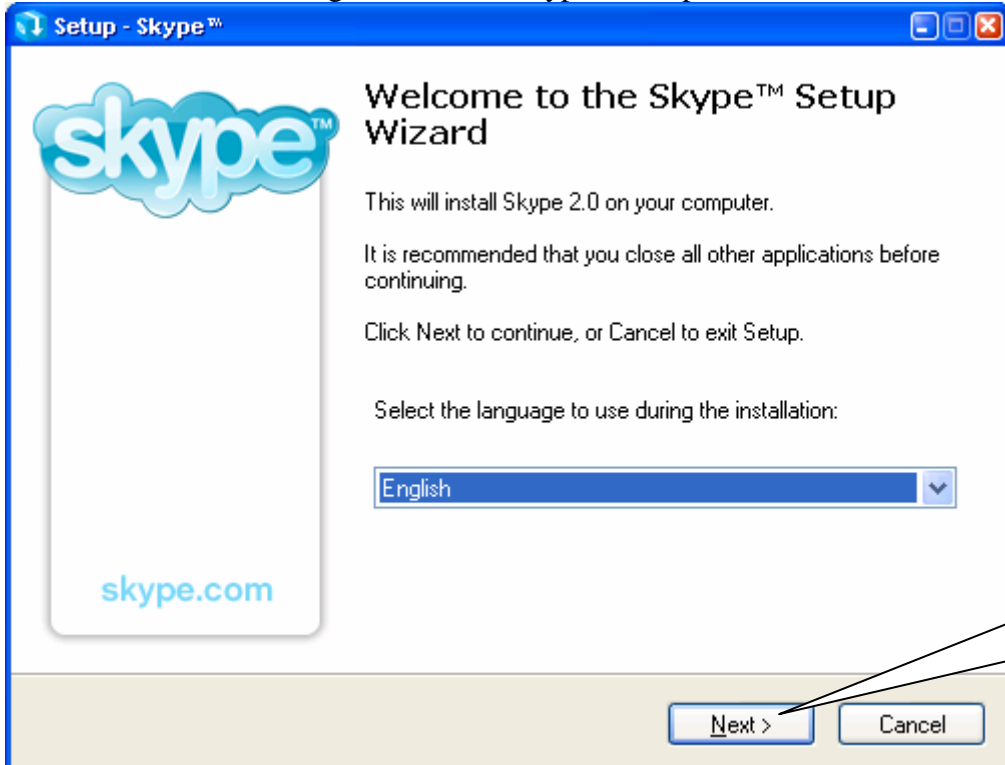 Setup - Skype™
skype™
Welcome to the Skype™ Setup
Wizard
This will install Skype 2.0 on your computer.
It is recommended that you close all other applications before
continuing.
Click Next to continue, or Cancel to exit Setup.
Select the language to use during the installation:
English
skype.com
Next >
Cancel